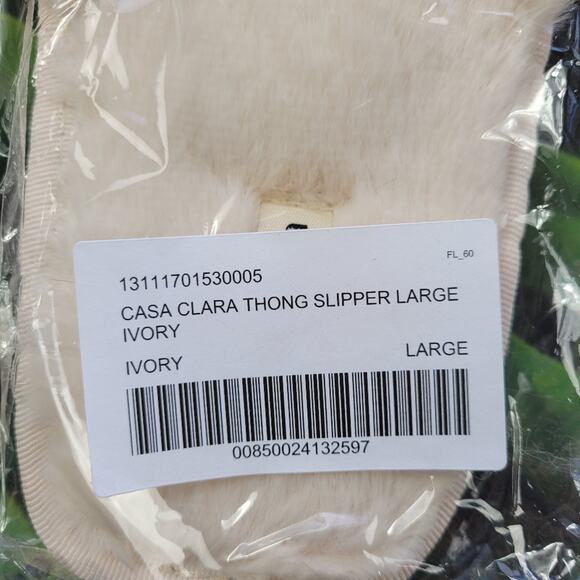 FL_60
13111701530005
CASA CLARA THONG SLIPPER LARGE
IVORY
IVORY LARGE
00850024132597